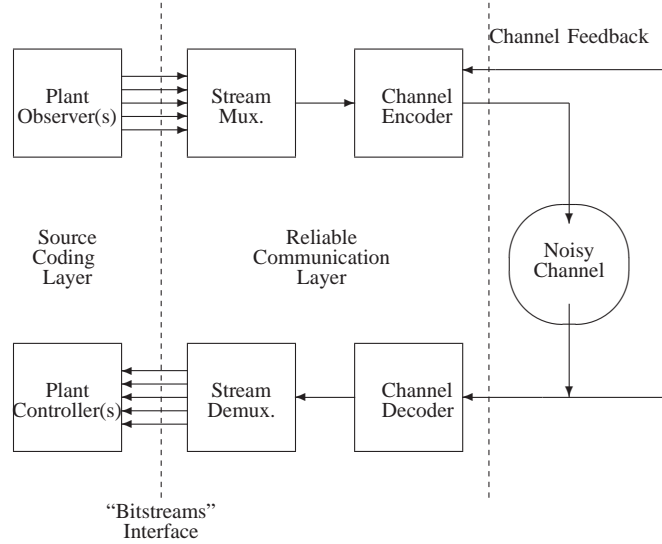 Channel Feedback
Plant
Observer(s)
Stream
Mux.
Channel
Encoder
Source
Coding
Layer
Reliable
Communication
Layer
Noisy
Channel
Plant
Controller(s)
Stream
Demux.
Channel
Decoder
“Bitstreams”
Interface